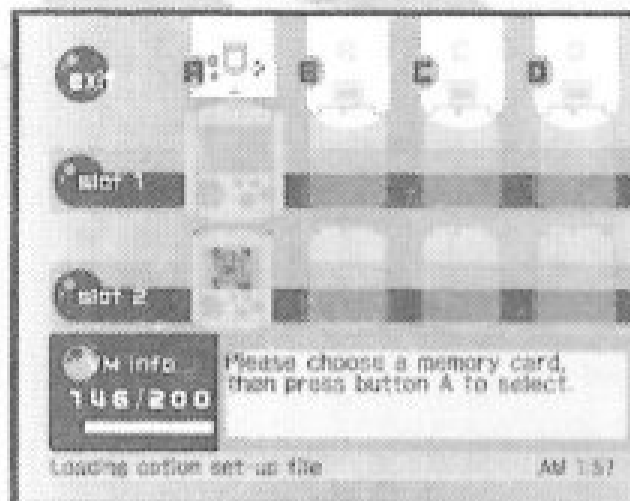 exit
A B C D
slot 1
slot 2
M info
146/200
Please choose a memory card,
then press button A to select.
Loading option set-up file
AM 1:57